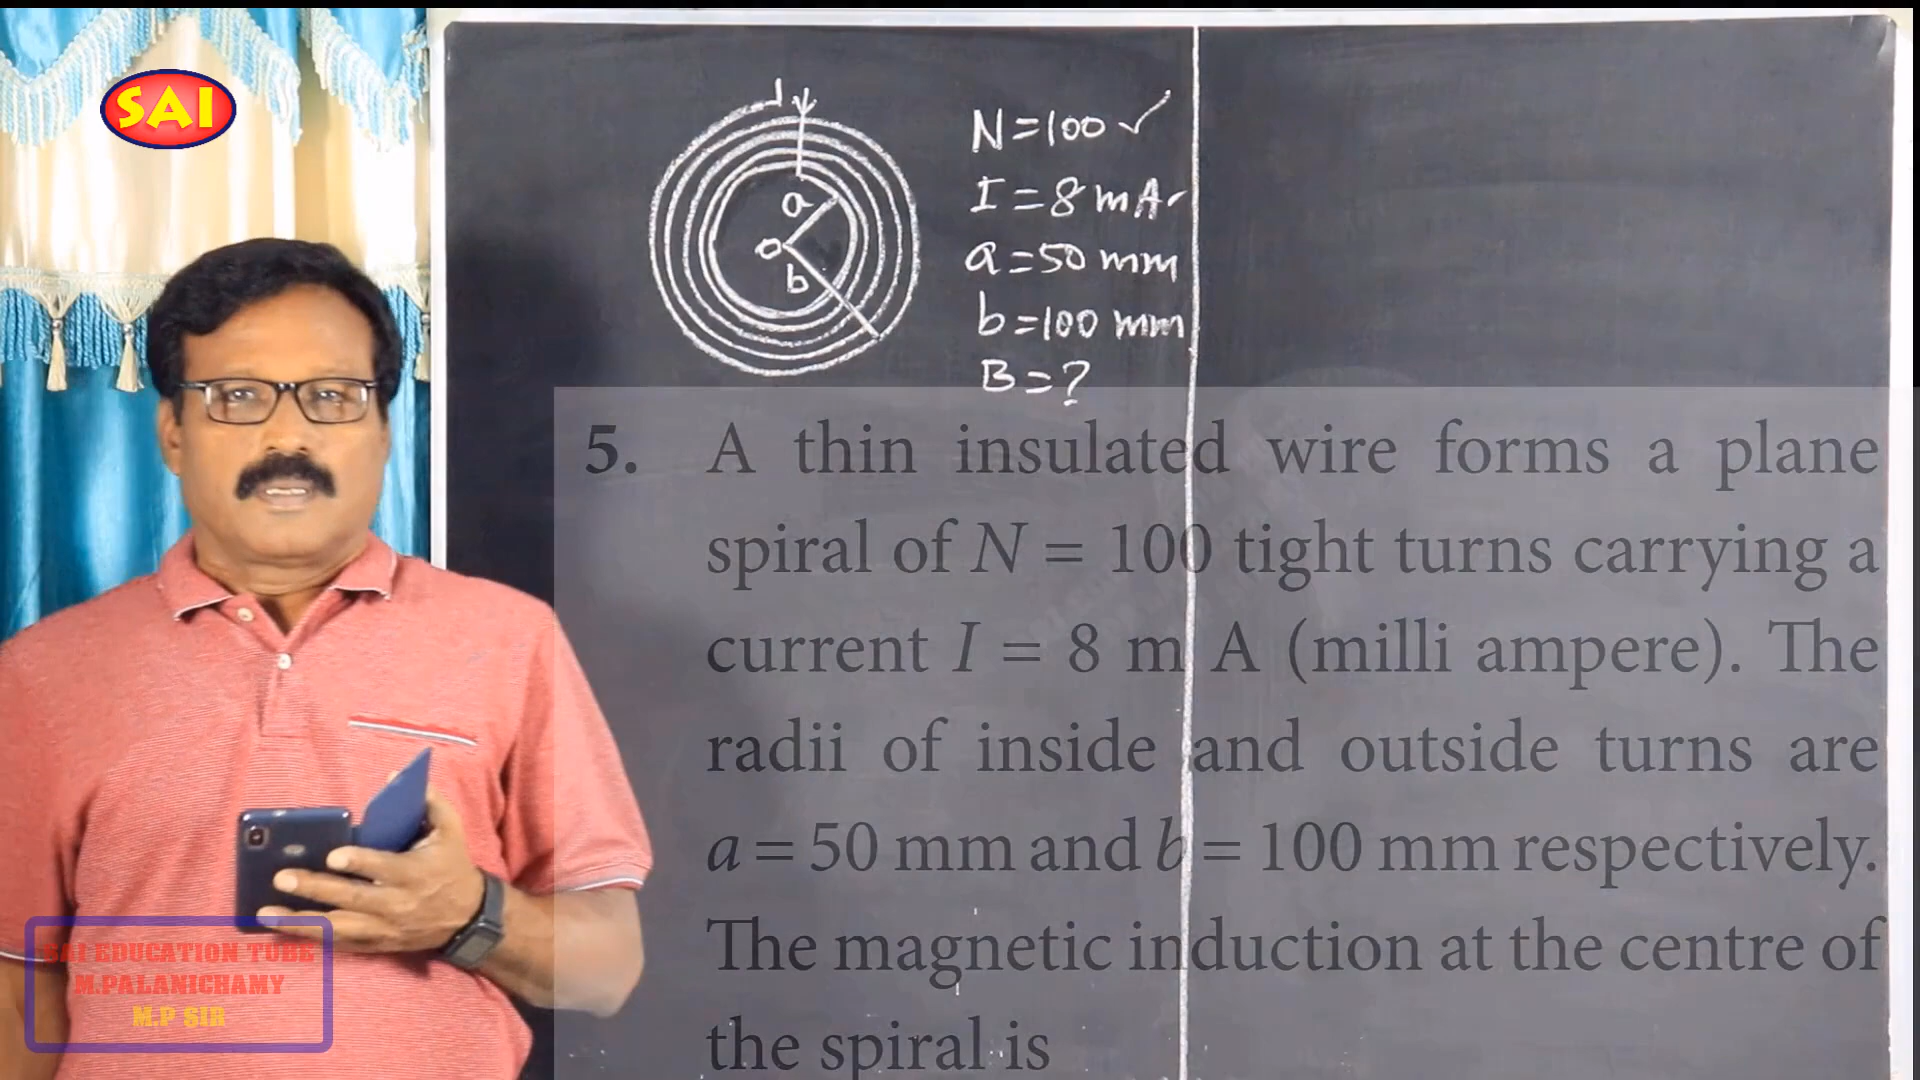 SAI
a
o
b
N=100 ✓
I=8 mA
a=50 mm
b=100 mm
B=?
5. A thin insulated wire forms a plane
spiral of N = 100 tight turns carrying a
current I = 8 m A (milli ampere). The
radii of inside and outside turns are
a = 50 mm and b = 100 mm respectively.
The magnetic induction at the centre of
the spiral is
SAI EDUCATION TUBE
M.PALANICHAMY
M.P SIR